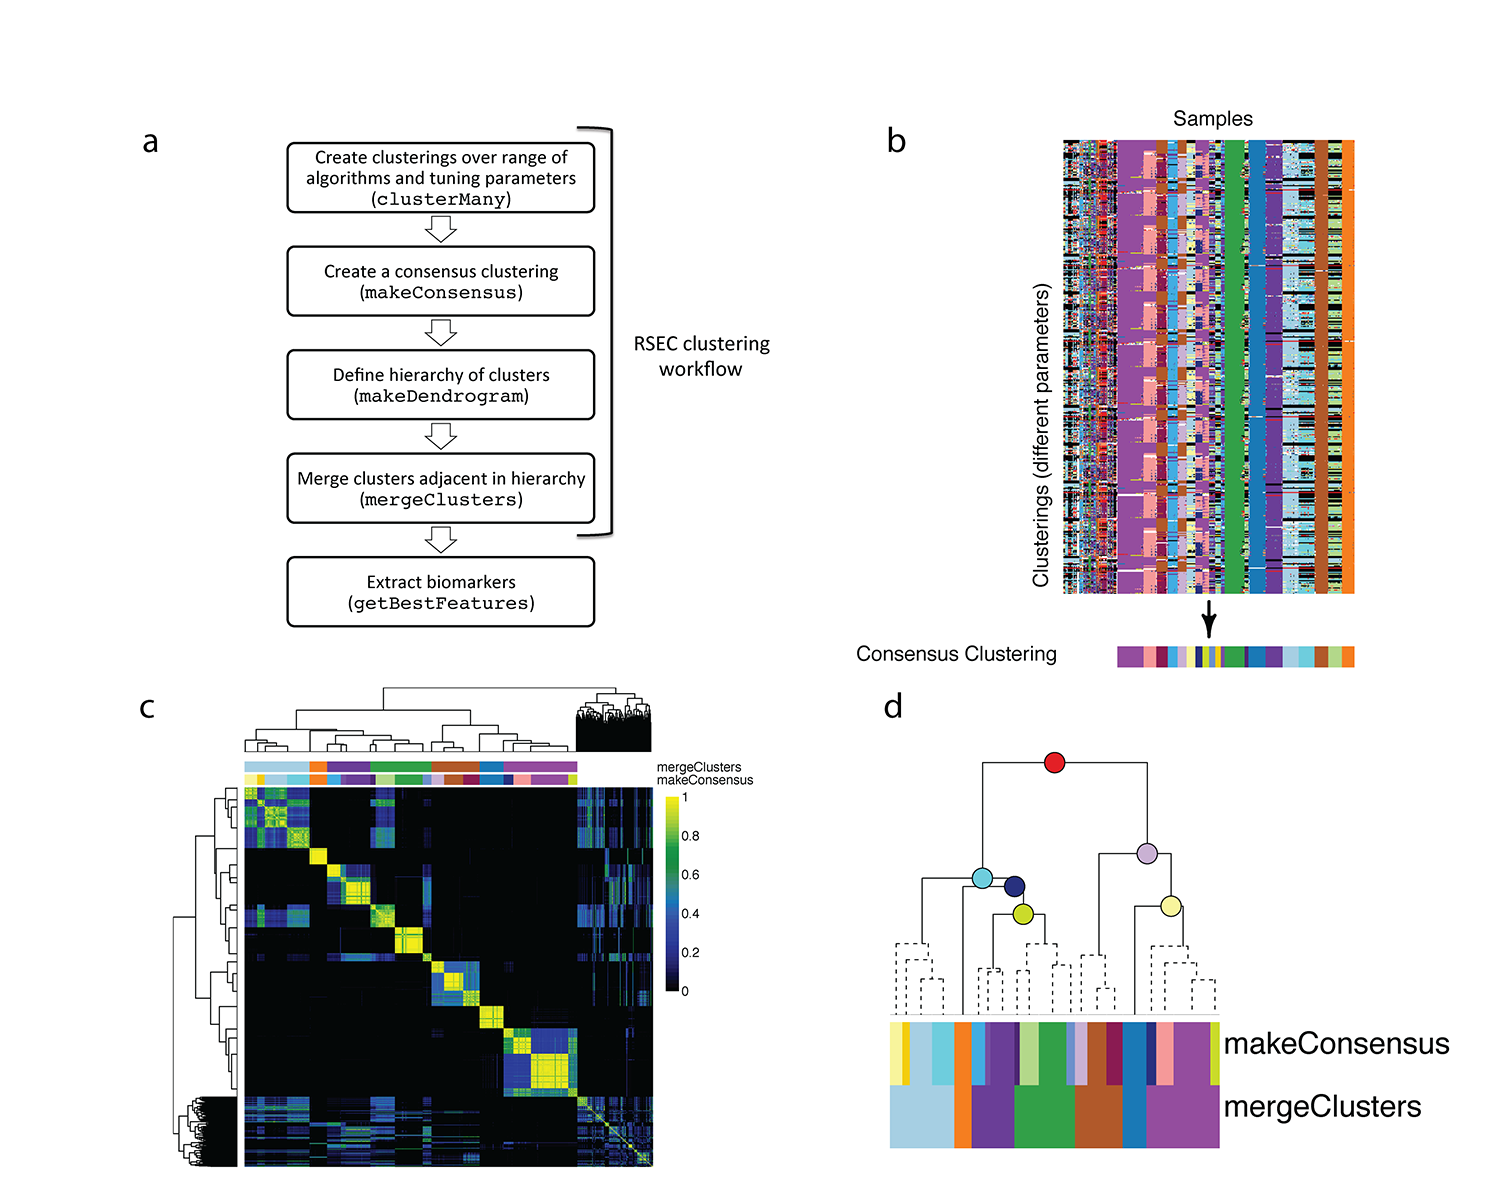 a
Create clusterings over range of
algorithms and tuning parameters
(clusterMany)
Create a consensus clustering
(makeConsensus)
Define hierarchy of clusters
(makeDendrogram)
Merge clusters adjacent in hierarchy
(mergeClusters)
Extract biomarkers
(getBestFeatures)
RSEC clustering
workflow
b
Samples
Clusterings (different parameters)
Consensus Clustering
c
mergeClusters
makeConsensus
1
0.8
0.6
0.4
0.2
0
d
makeConsensus
mergeClusters